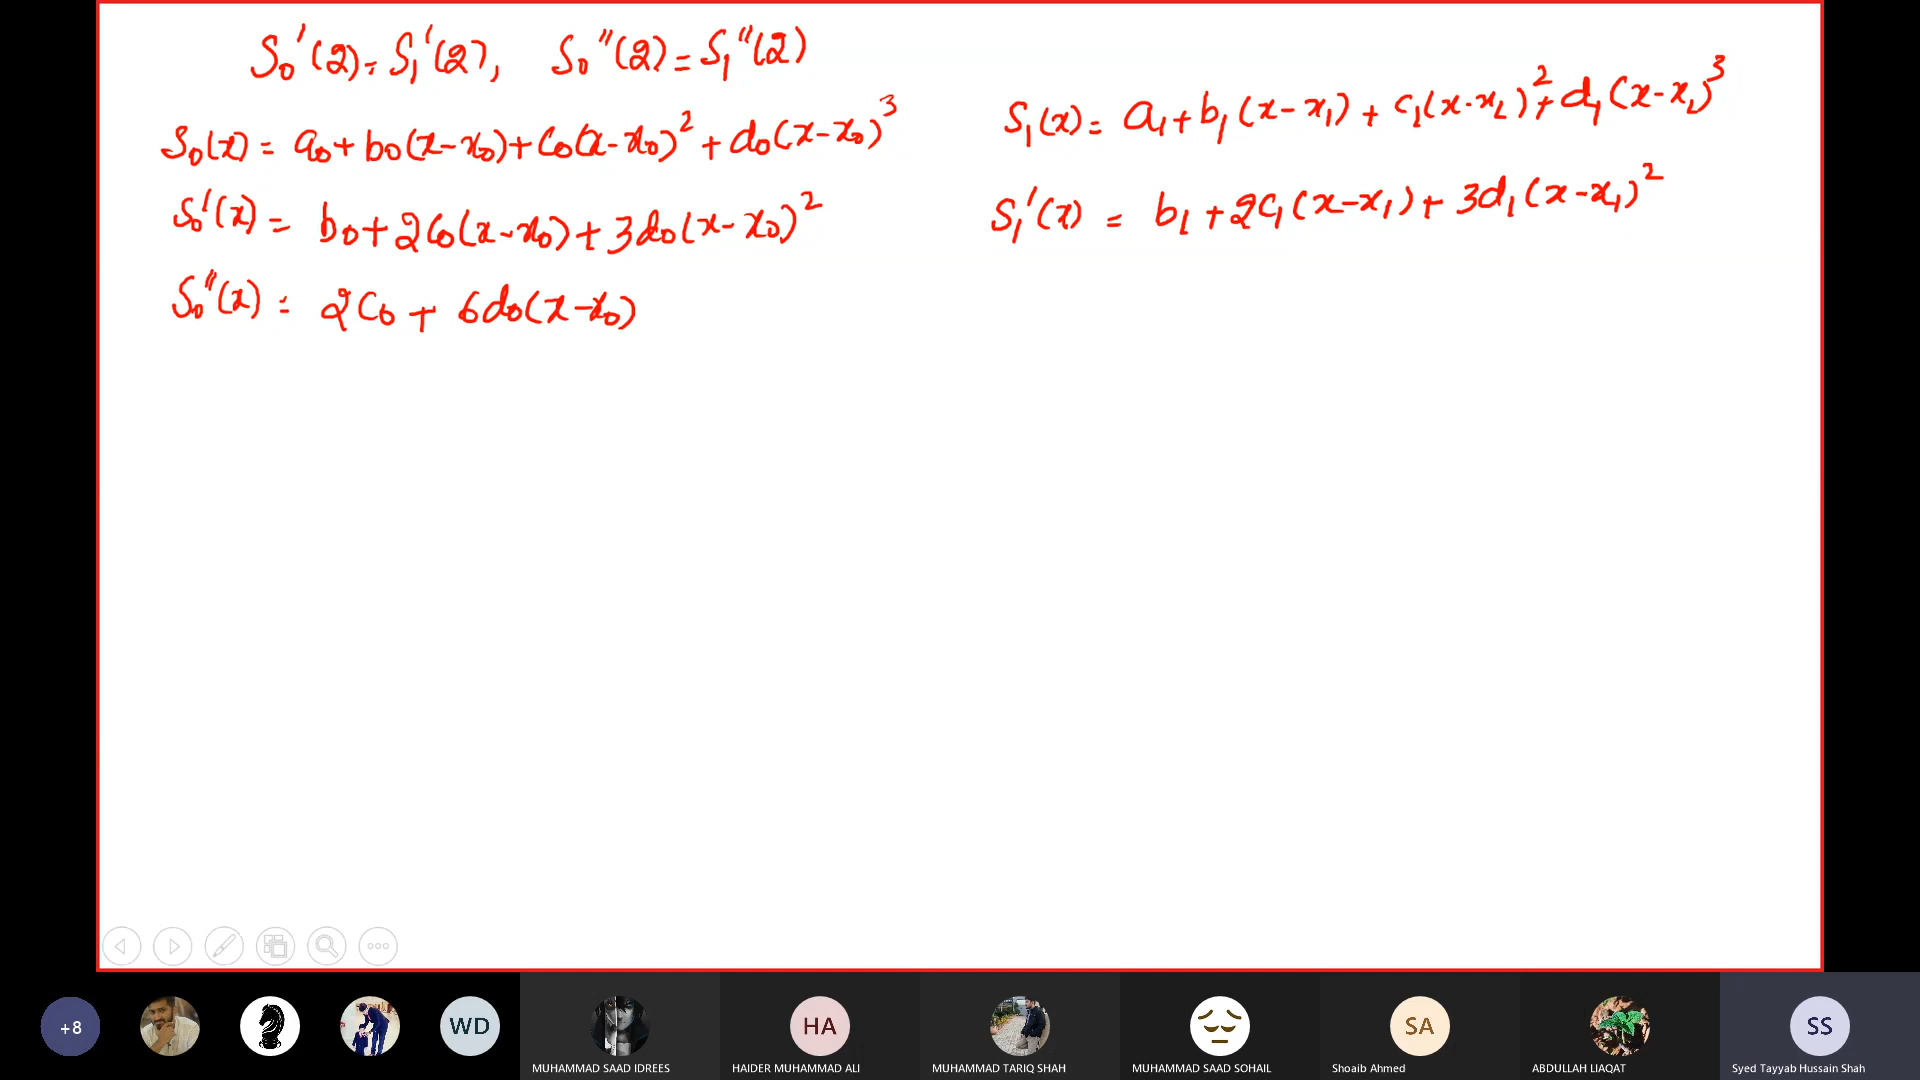 S₀′(2) = S₁′(2), S₀″(2) = S₁″(2)
S₀(x) = a₀ + b₀(x-x₀) + c₀(x-x₀)² + d₀(x-x₀)³
S₀′(x) = b₀ + 2c₀(x-x₀) + 3d₀(x-x₀)²
S₀″(x) = 2c₀ + 6d₀(x-x₀)
S₁(x) = a₁ + b₁(x-x₁) + c₁(x-x₁)² + d₁(x-x₁)³
S₁′(x) = b₁ + 2c₁(x-x₁) + 3d₁(x-x₁)²
+8
WD
HA
SA
SS
MUHAMMAD SAAD IDREES
HAIDER MUHAMMAD ALI
MUHAMMAD TARIQ SHAH
MUHAMMAD SAAD SOHAIL
Shoaib Ahmed
ABDULLAH LIAQAT
Syed Tayyab Hussain Shah